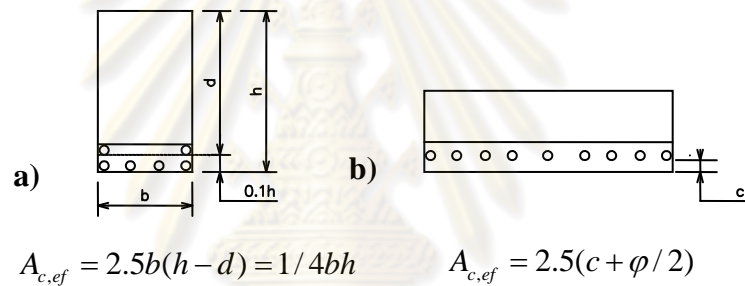 d
h
a)
b
0.1h
b)
c
A_{c,ef} = 2.5b(h − d) = 1/4bh
A_{c,ef} = 2.5(c + φ/2)